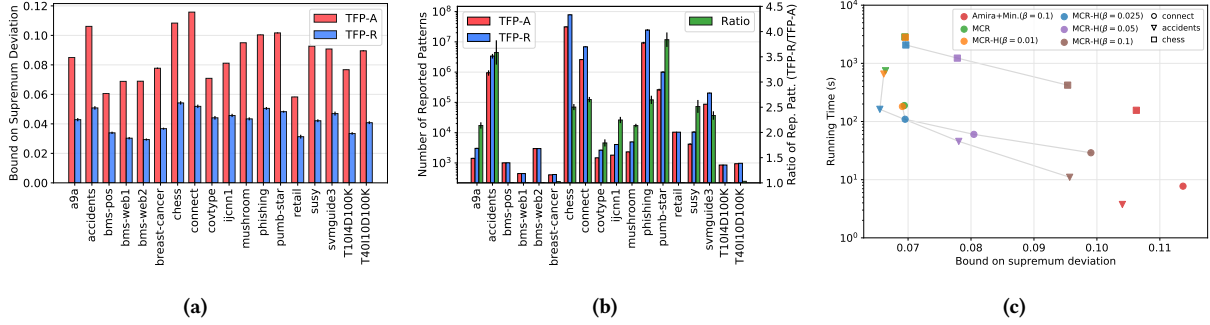 Bound on Supremum Deviation
0.12
0.10
0.08
0.06
0.04
0.02
0.00
TFP-A
TFP-R
a9a
accidents
bms-pos
bms-web1
bms-web2
breast-cancer
chess
connect
covtype
ijcnn1
mushroom
phishing
pumb-star
retail
susy
svmguide3
T10I4D100K
T40I10D100K
(a)
Number of Reported Patterns
10^8
10^7
10^6
10^5
10^4
10^3
TFP-A
TFP-R
Ratio
4.5
4.0
3.5
3.0
2.5
2.0
1.5
1.0
Ratio of Rep. Patt. (TFP-R/TFP-A)
a9a
accidents
bms-pos
bms-web1
bms-web2
breast-cancer
chess
connect
covtype
ijcnn1
mushroom
phishing
pumb-star
retail
susy
svmguide3
T10I4D100K
T40I10D100K
(b)
Running Time (s)
10^4
10^3
10^2
10^1
10^0
Amira+Min.(β = 0.1)
MCR
MCR-H(β = 0.01)
MCR-H(β = 0.025)
MCR-H(β = 0.05)
MCR-H(β = 0.1)
connect
accidents
chess
0.07
0.08
0.09
0.10
0.11
Bound on supremum deviation
(c)